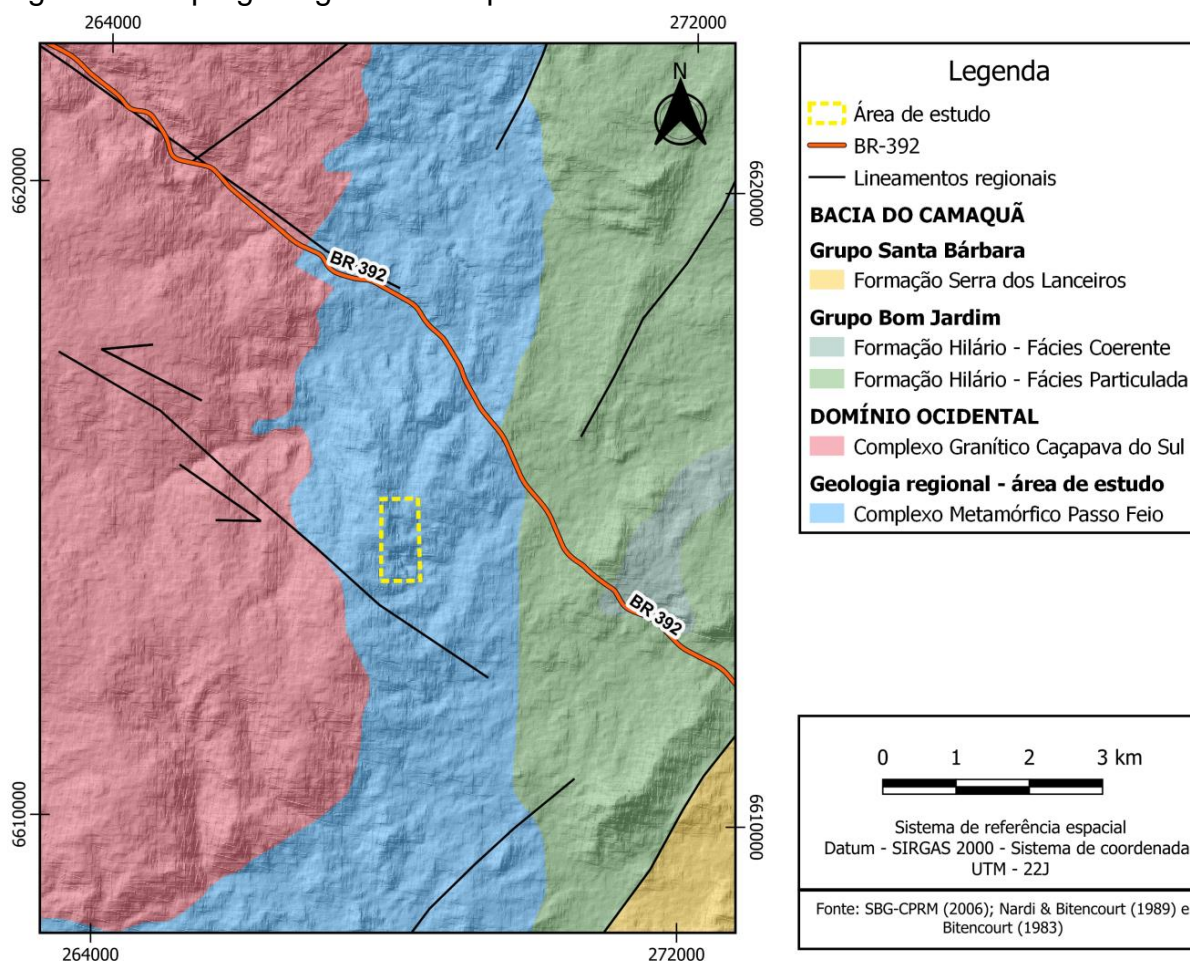 264000
272000
6620000
6620000
N
BR 392
BR 392
6610000
6610000
264000
272000
Legenda
Área de estudo
BR-392
Lineamentos regionais
BACIA DO CAMAQUÃ
Grupo Santa Bárbara
Formação Serra dos Lanceiros
Grupo Bom Jardim
Formação Hilário - Fácies Coerente
Formação Hilário - Fácies Particulada
DOMÍNIO OCIDENTAL
Complexo Granítico Caçapava do Sul
Geologia regional - área de estudo
Complexo Metamórfico Passo Feio
0 1 2 3 km
Sistema de referência espacial
Datum - SIRGAS 2000 - Sistema de coordenada
UTM - 22J
Fonte: SBG-CPRM (2006); Nardi & Bitencourt (1989) e
Bitencourt (1983)